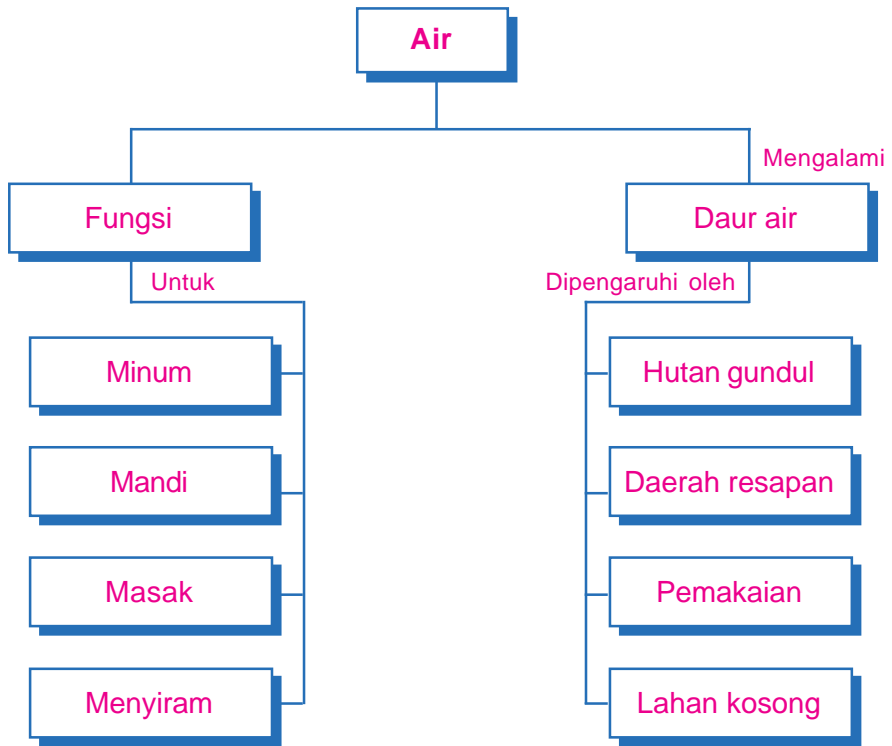 Air
Mengalami
Fungsi
Daur air
Untuk
Dipengaruhi oleh
Minum
Hutan gundul
Mandi
Daerah resapan
Masak
Pemakaian
Menyiram
Lahan kosong